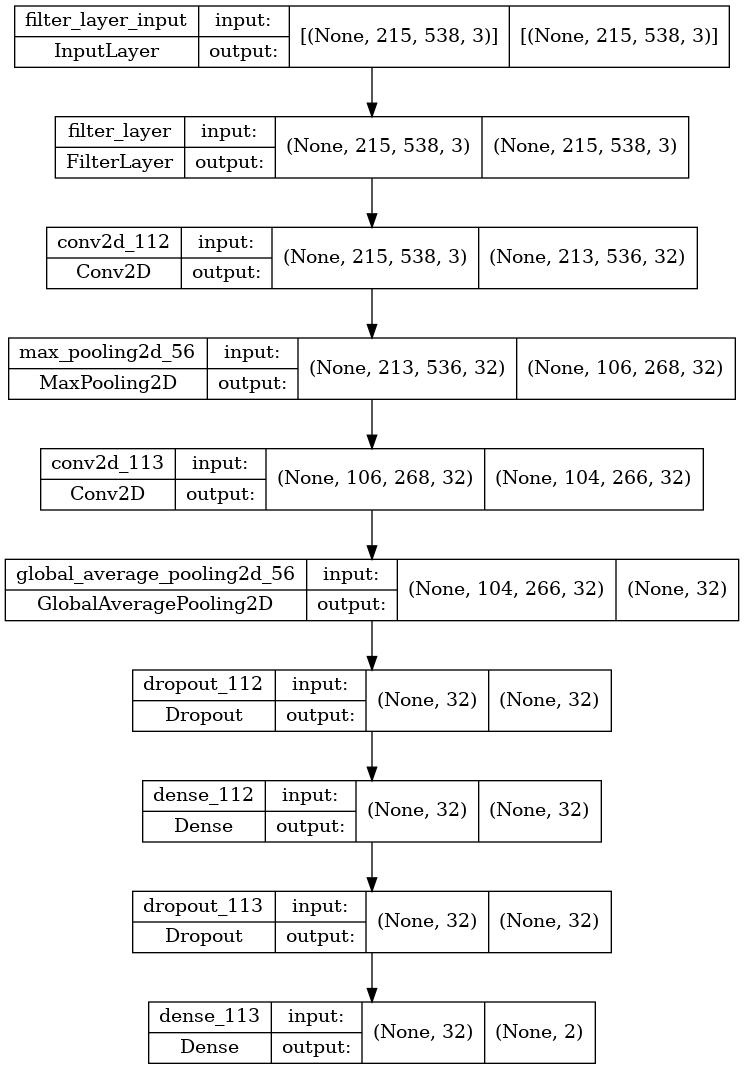 filter_layer_input input: [(None, 215, 538, 3)] [(None, 215, 538, 3)]
InputLayer output:
filter_layer input: (None, 215, 538, 3) (None, 215, 538, 3)
FilterLayer output:
conv2d_112 input: (None, 215, 538, 3) (None, 213, 536, 32)
Conv2D output:
max_pooling2d_56 input: (None, 213, 536, 32) (None, 106, 268, 32)
MaxPooling2D output:
conv2d_113 input: (None, 106, 268, 32) (None, 104, 266, 32)
Conv2D output:
global_average_pooling2d_56 input: (None, 104, 266, 32) (None, 32)
GlobalAveragePooling2D output:
dropout_112 input: (None, 32) (None, 32)
Dropout output:
dense_112 input: (None, 32) (None, 32)
Dense output:
dropout_113 input: (None, 32) (None, 32)
Dropout output:
dense_113 input: (None, 32) (None, 2)
Dense output: